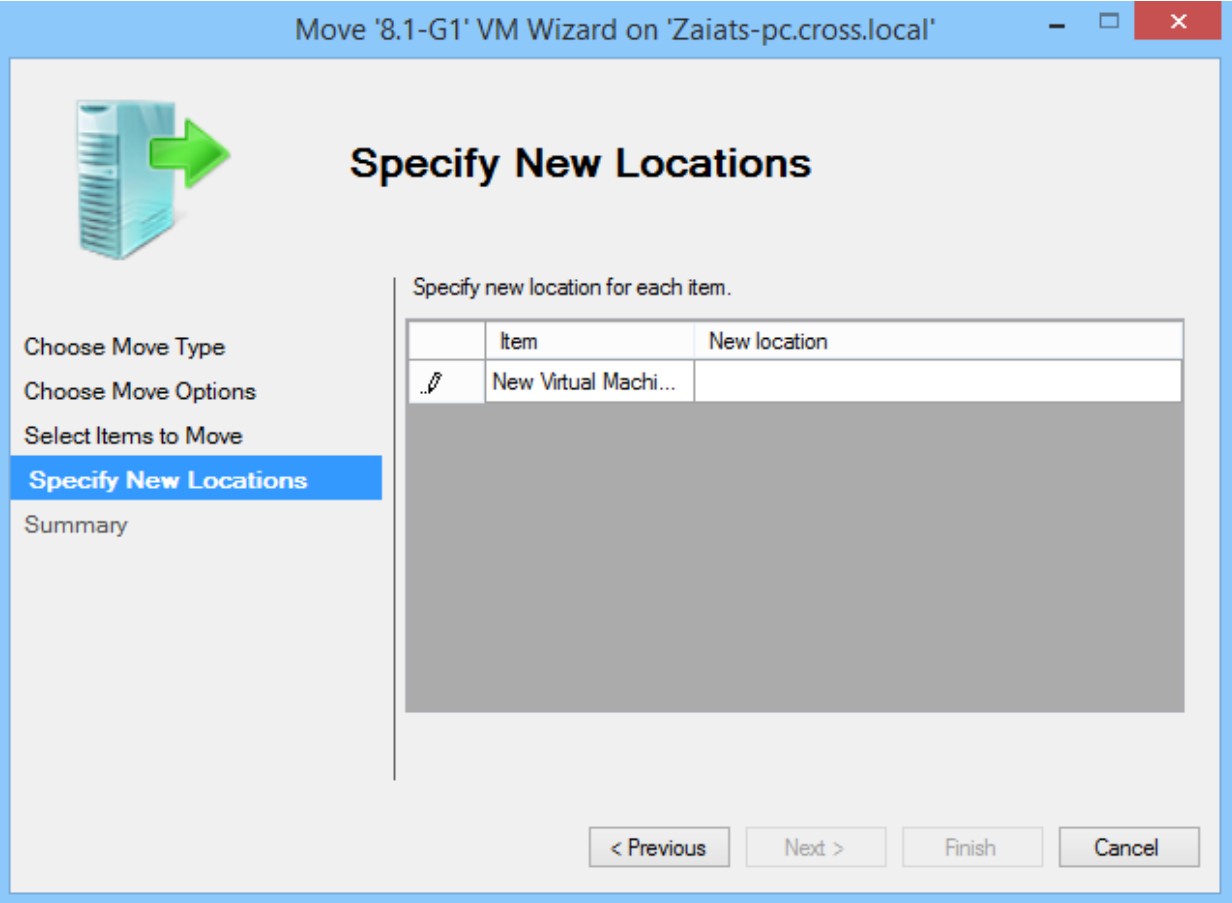 Move '8.1-G1' VM Wizard on 'Zaiats-pc.cross.local'
Specify New Locations
Choose Move Type
Choose Move Options
Select Items to Move
Specify New Locations
Summary
Specify new location for each item.
Item New location
New Virtual Machi...
< Previous Next > Finish Cancel